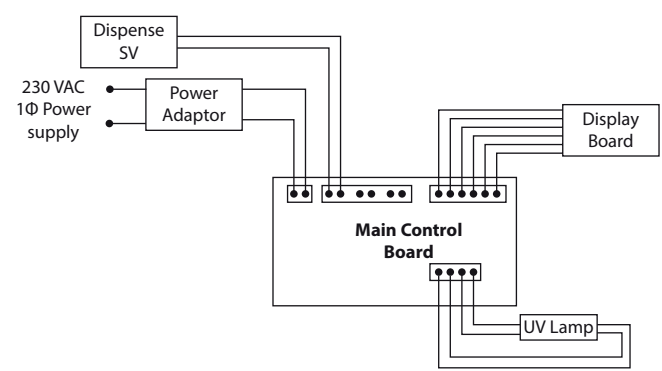 Dispense
SV
230 VAC
1Φ Power
supply
Power
Adaptor
Display
Board
Main Control
Board
UV Lamp